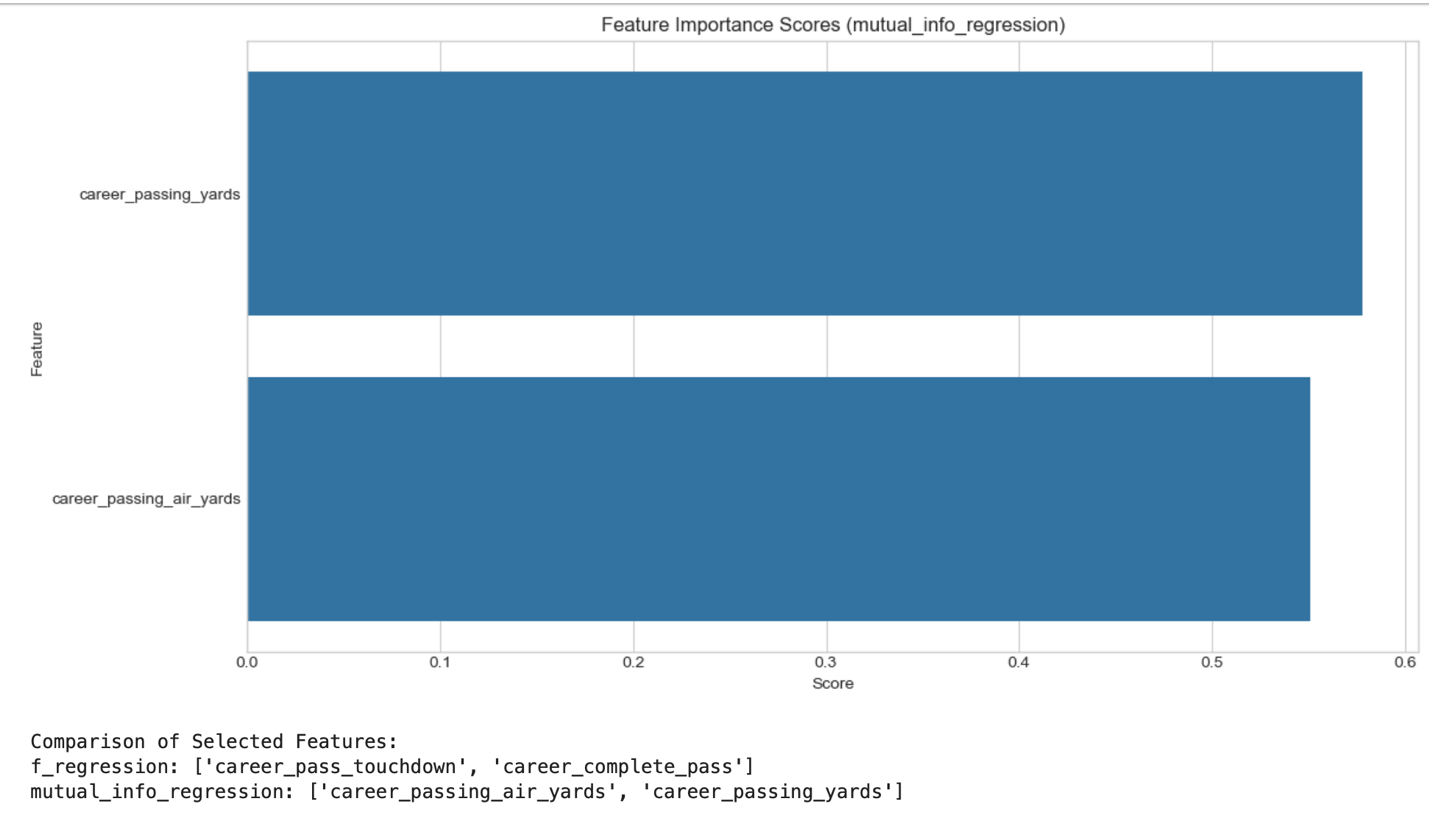 Feature Importance Scores (mutual_info_regression)
career_passing_yards
Feature
career_passing_air_yards
0.0 0.1 0.2 0.3 0.4 0.5 0.6
Score
Comparison of Selected Features:
f_regression: ['career_pass_touchdown', 'career_complete_pass']
mutual_info_regression: ['career_passing_air_yards', 'career_passing_yards']